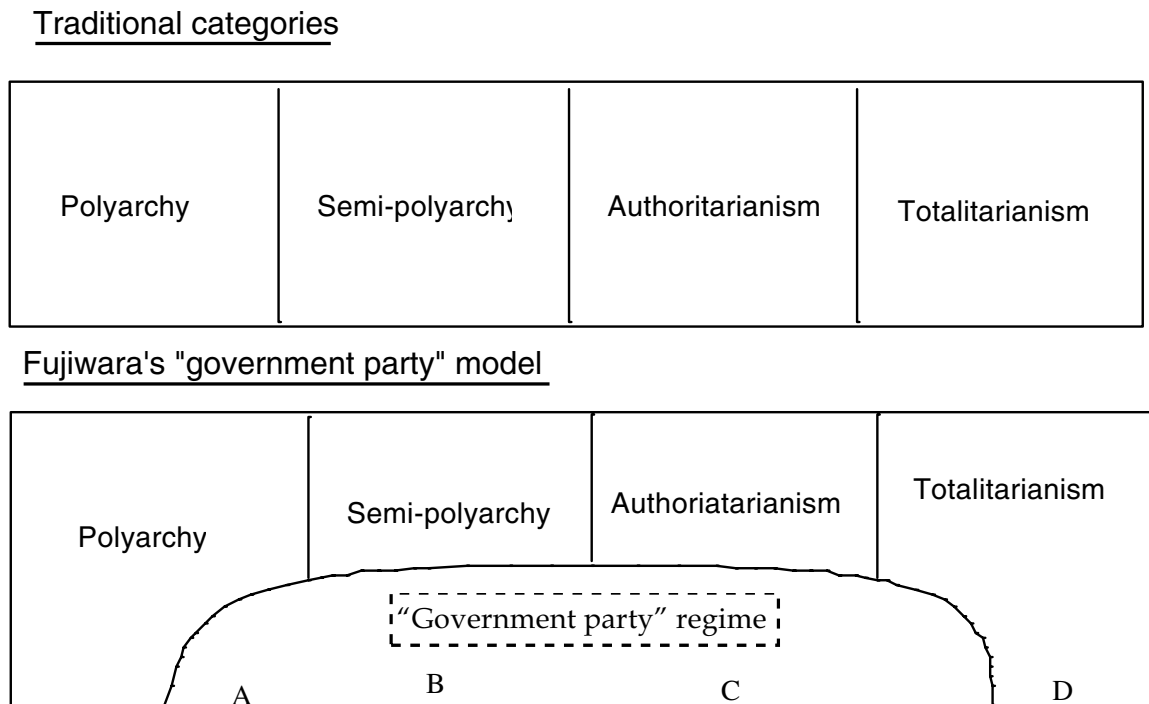 Traditional categories
Polyarchy Semi-polyarchy Authoritarianism Totalitarianism
Fujiwara's "government party" model
Polyarchy Semi-polyarchy Authoriatarianism Totalitarianism
“Government party” regime
A B C D